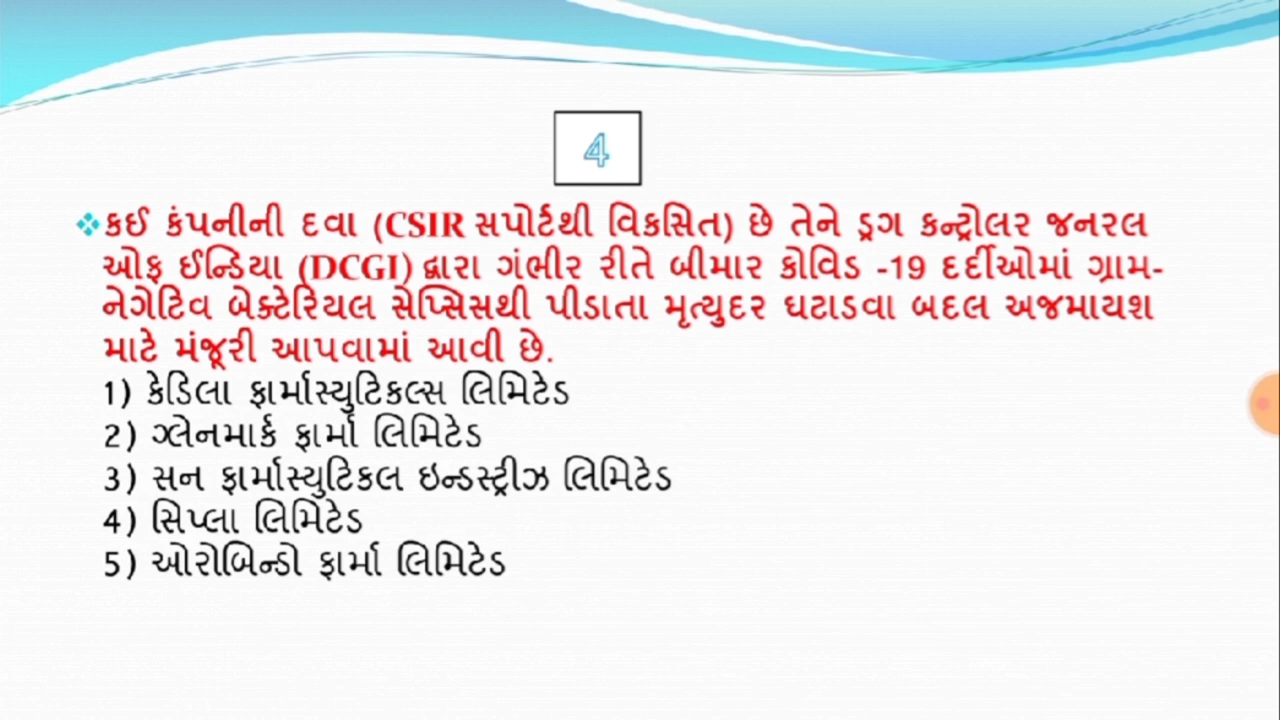 4
❖કઈ કંપનીની દવા (CSIR સપોર્ટથી વિકસિત) છે તેને ડ્રગ કન્ટ્રોલર જનરલ
ઓફ ઈન્ડિયા (DCGI) દ્વારા ગંભીર રીતે બીમાર કોવિડ -19 દર્દીઓમાં ગ્રામ-
નેગેટિવ બેક્ટેરિયલ સેપ્સિસથી પીડાતા મૃત્યુદર ઘટાડવા બદલ અજમાયશ
માટે મંજૂરી આપવામાં આવી છે.
1) કેડિલા ફાર્માસ્યુટિકલ્સ લિમિટેડ
2) ગ્લેનમાર્ક ફાર્મા લિમિટેડ
3) સન ફાર્માસ્યુટિકલ ઇન્ડસ્ટ્રીઝ લિમિટેડ
4) સિપ્લા લિમિટેડ
5) ઓરોબિન્ડો ફાર્મા લિમિટેડ